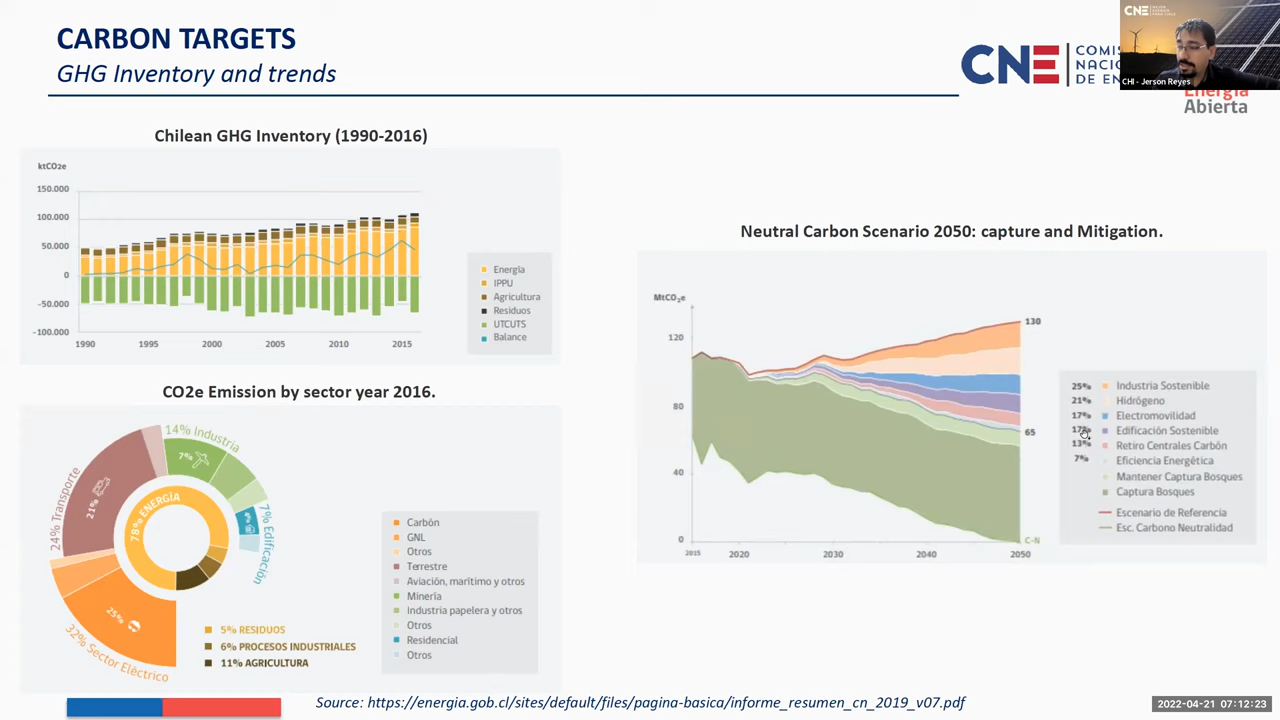 CARBON TARGETS
GHG Inventory and trends
CNE
COMIS
NACIO
DE EN
CNE
CHI - Jerson Reyes
Energía
Abierta
Chilean GHG Inventory (1990-2016)
ktCO2e
150.000
100.000
50.000
0
-50.000
-100.000
1990
1995
2000
2005
2010
2015
Energía
IPPU
Agricultura
Residuos
UTCUTS
Balance
CO2e Emission by sector year 2016.
14% Industria
7%
24% Transporte
21%
78% ENERGÍA
7% Edificación
25%
32% Sector Eléctrico
5% RESIDUOS
6% PROCESOS INDUSTRIALES
11% AGRICULTURA
Carbón
GNL
Otros
Terrestre
Aviación, marítimo y otros
Minería
Industria papelera y otros
Otros
Residencial
Otros
Neutral Carbon Scenario 2050: capture and Mitigation.
MtCO2e
120
80
40
0
2015
2020
2030
2040
2050
130
65
C-N
25% Industria Sostenible
21% Hidrógeno
17% Electromovilidad
17% Edificación Sostenible
13% Retiro Centrales Carbón
7% Eficiencia Energética
Mantener Captura Bosques
Captura Bosques
Escenario de Referencia
Esc. Carbono Neutralidad
Source: https://energia.gob.cl/sites/default/files/pagina-basica/informe_resumen_cn_2019_v07.pdf
2022-04-21 07:12:23